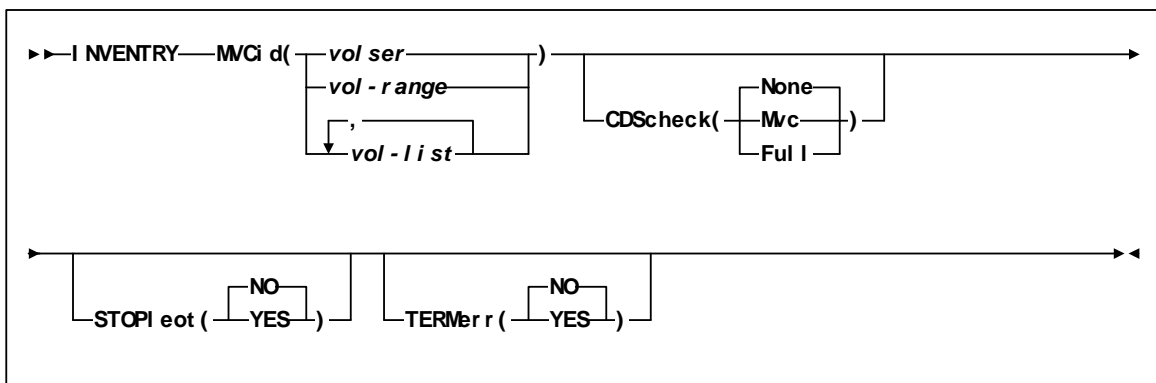 INVENTRY MVCid( volser )
vol-range
,
vol-list
None
CDScheck( Mvc )
Full
NO
STOPleot( YES )
NO
TERMerr( YES )